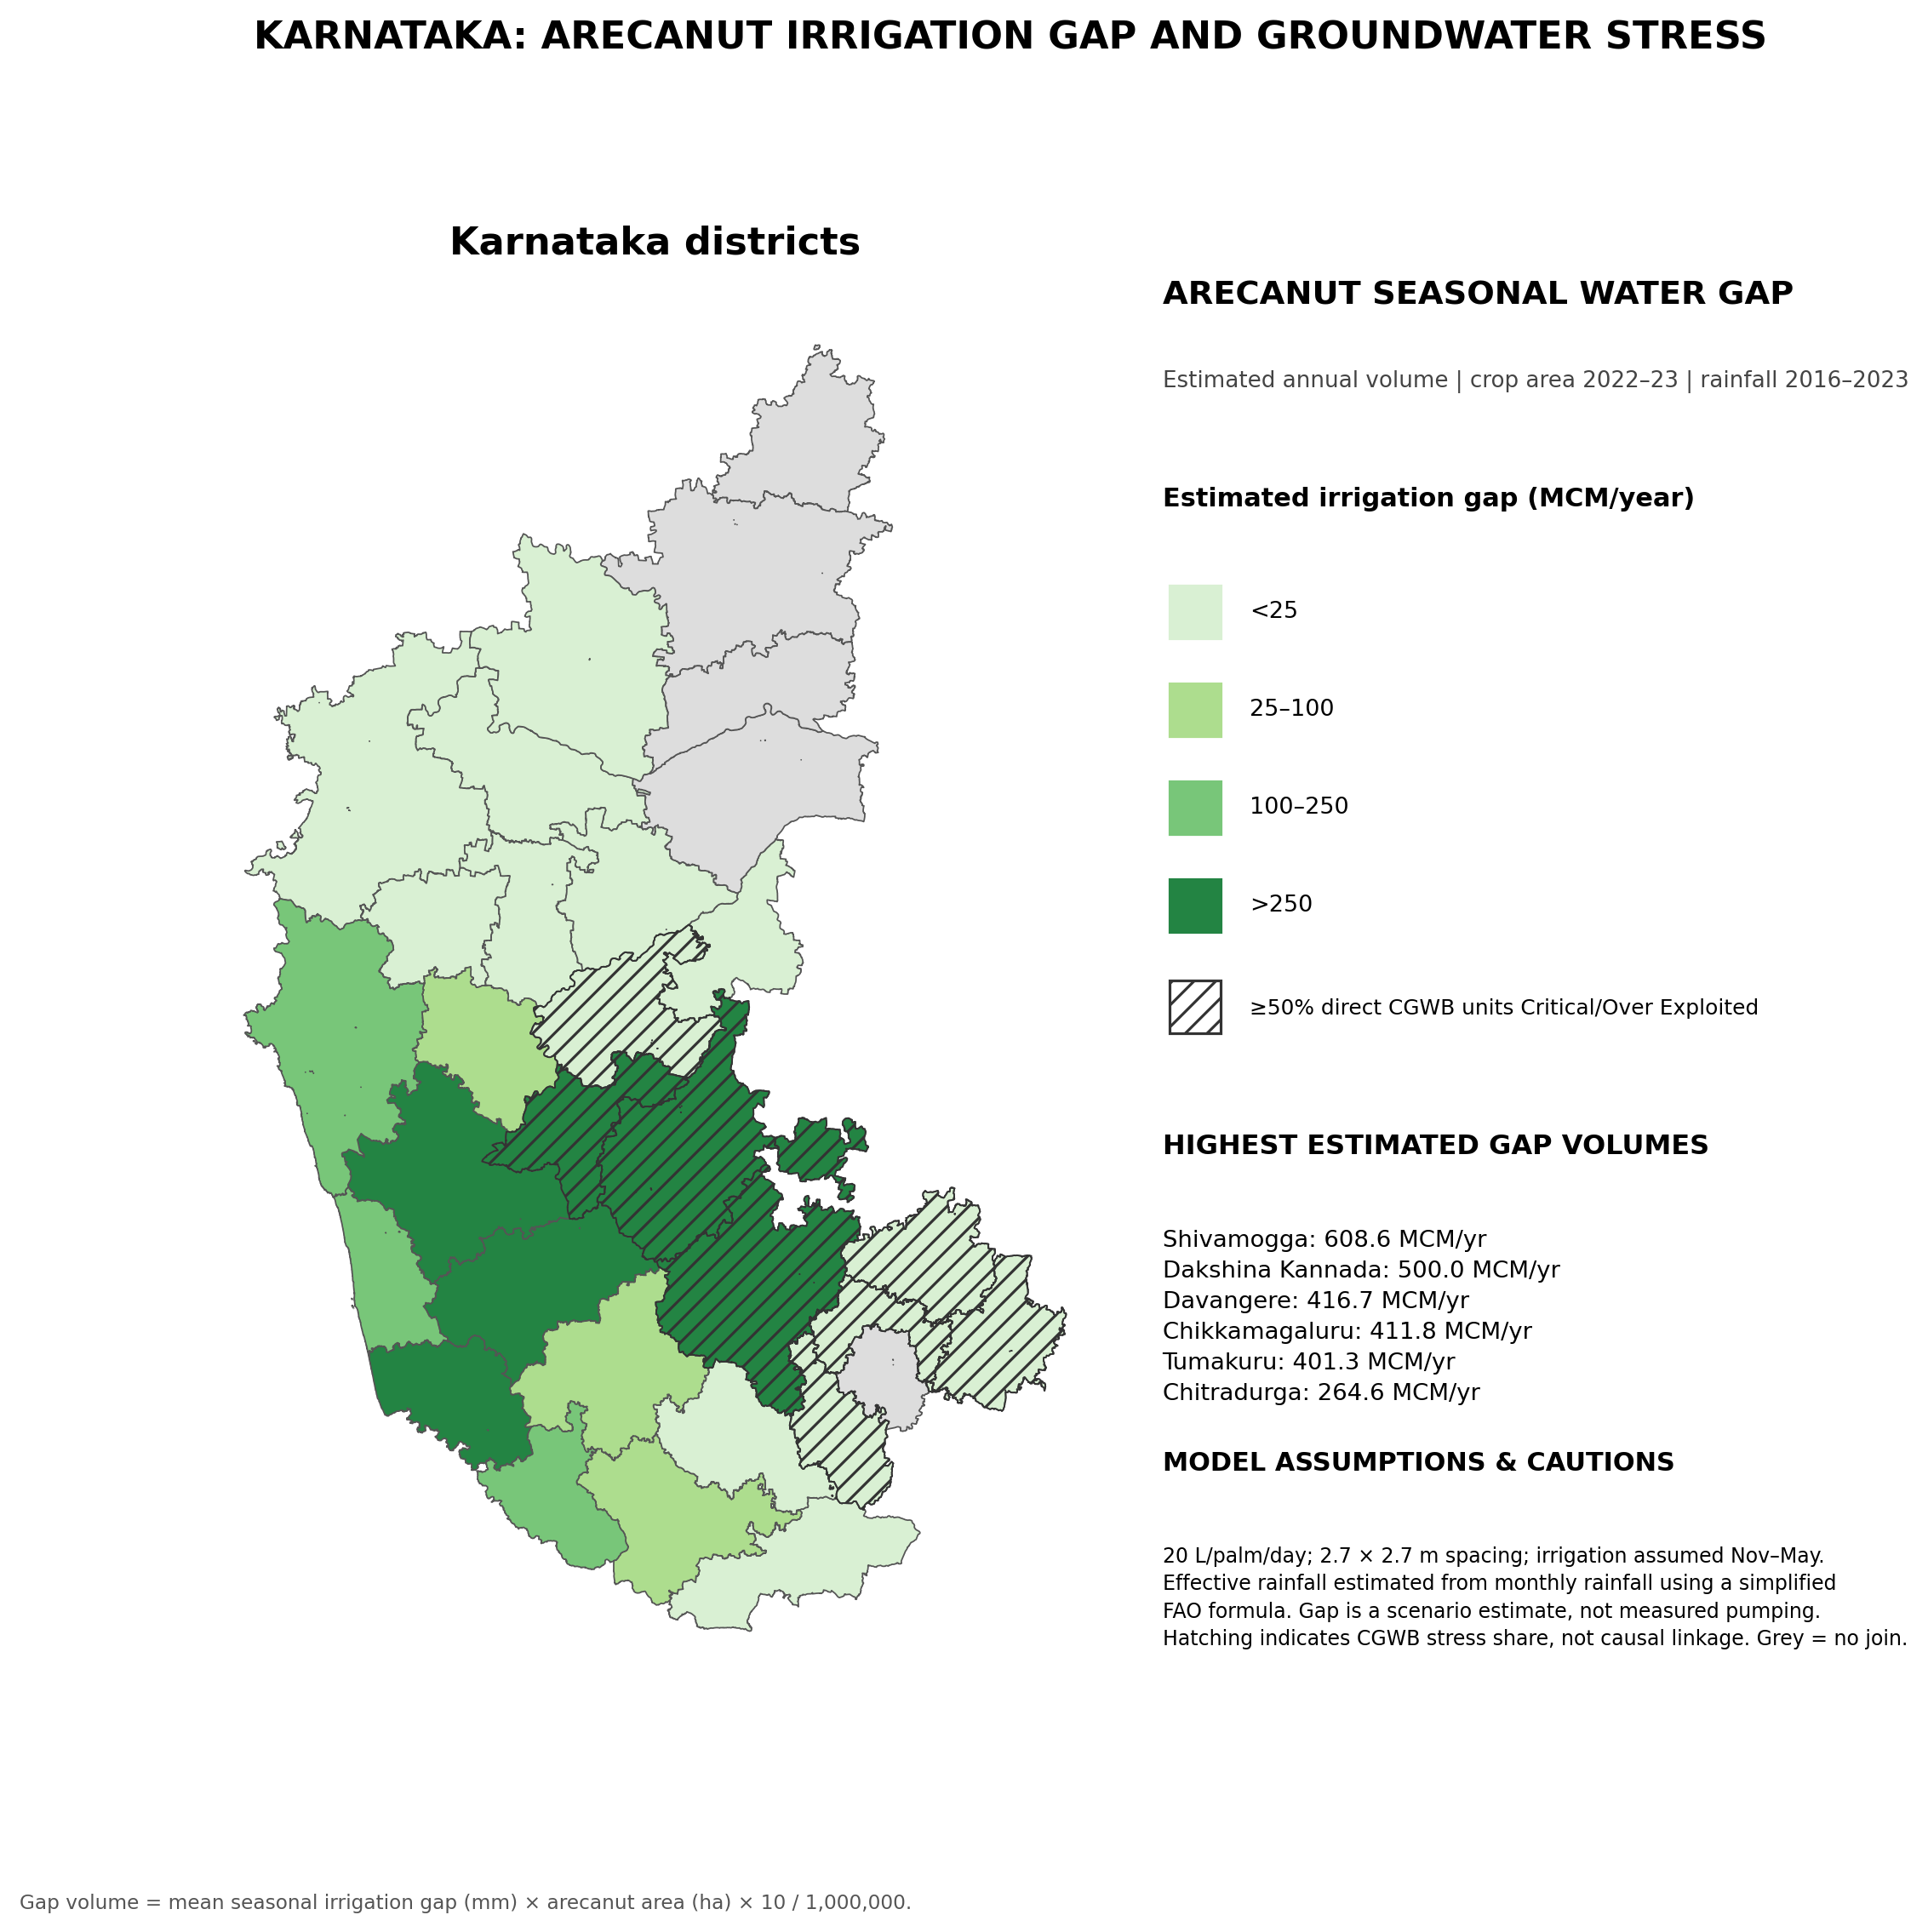 KARNATAKA: ARECANUT IRRIGATION GAP AND GROUNDWATER STRESS
Karnataka districts
ARECANUT SEASONAL WATER GAP
Estimated annual volume | crop area 2022–23 | rainfall 2016–2023
Estimated irrigation gap (MCM/year)
<25
25–100
100–250
>250
≥50% direct CGWB units Critical/Over Exploited
HIGHEST ESTIMATED GAP VOLUMES
Shivamogga: 608.6 MCM/yr
Dakshina Kannada: 500.0 MCM/yr
Davangere: 416.7 MCM/yr
Chikkamagaluru: 411.8 MCM/yr
Tumakuru: 401.3 MCM/yr
Chitradurga: 264.6 MCM/yr
MODEL ASSUMPTIONS & CAUTIONS
20 L/palm/day; 2.7 × 2.7 m spacing; irrigation assumed Nov–May.
Effective rainfall estimated from monthly rainfall using a simplified
FAO formula. Gap is a scenario estimate, not measured pumping.
Hatching indicates CGWB stress share, not causal linkage. Grey = no join.
Gap volume = mean seasonal irrigation gap (mm) × arecanut area (ha) × 10 / 1,000,000.